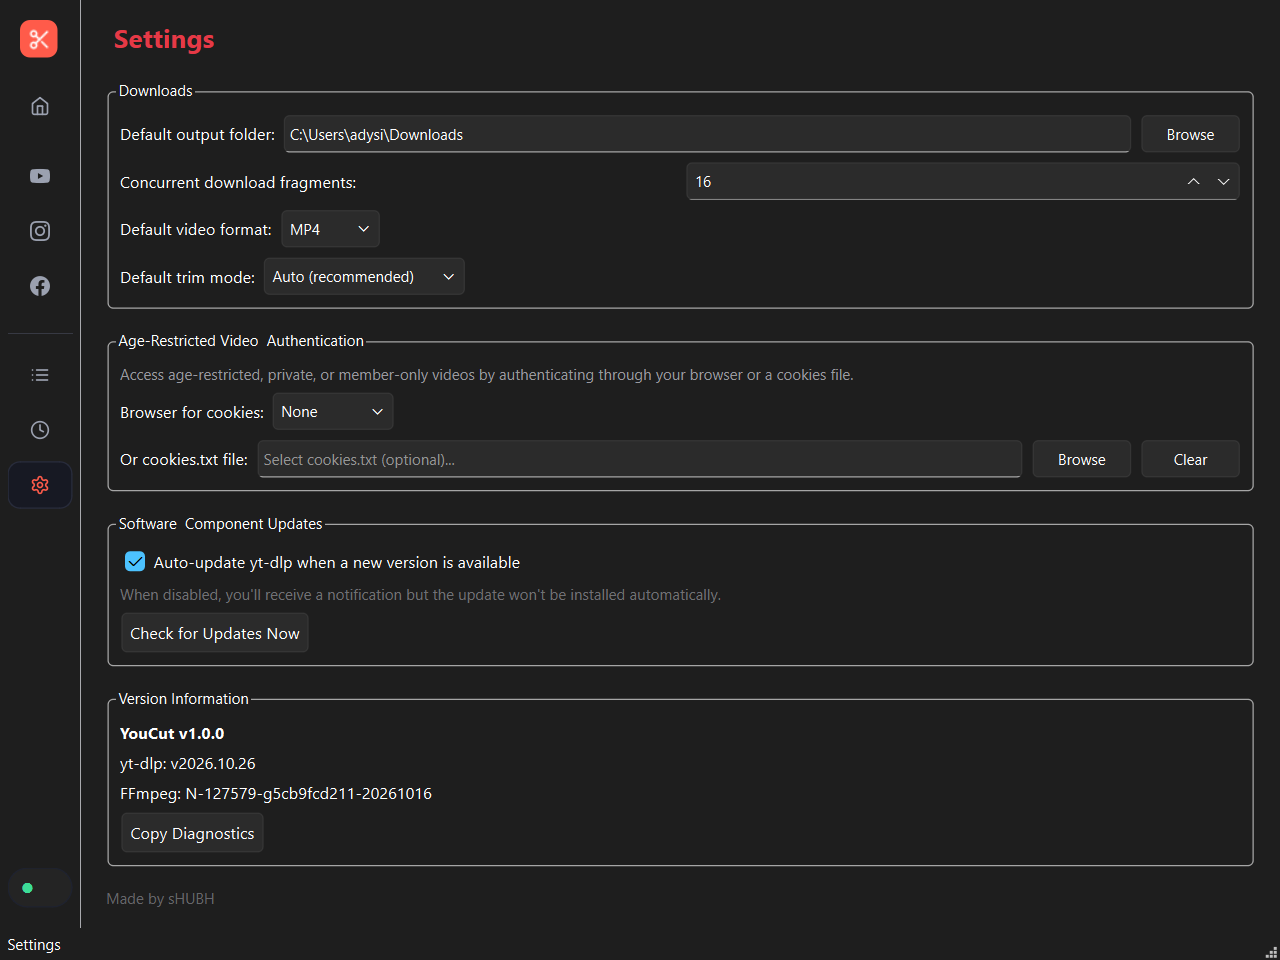 Settings
Downloads
Default output folder: C:\Users\adysi\Downloads Browse
Concurrent download fragments: 16
Default video format: MP4
Default trim mode: Auto (recommended)
Age-Restricted Video  Authentication
Access age-restricted, private, or member-only videos by authenticating through your browser or a cookies file.
Browser for cookies: None
Or cookies.txt file: Select cookies.txt (optional)... Browse Clear
Software  Component Updates
Auto-update yt-dlp when a new version is available
When disabled, you'll receive a notification but the update won't be installed automatically.
Check for Updates Now
Version Information
YouCut v1.0.0
yt-dlp: v2026.10.26
FFmpeg: N-127579-g5cb9fcd211-20261016
Copy Diagnostics
Made by sHUBH
Settings